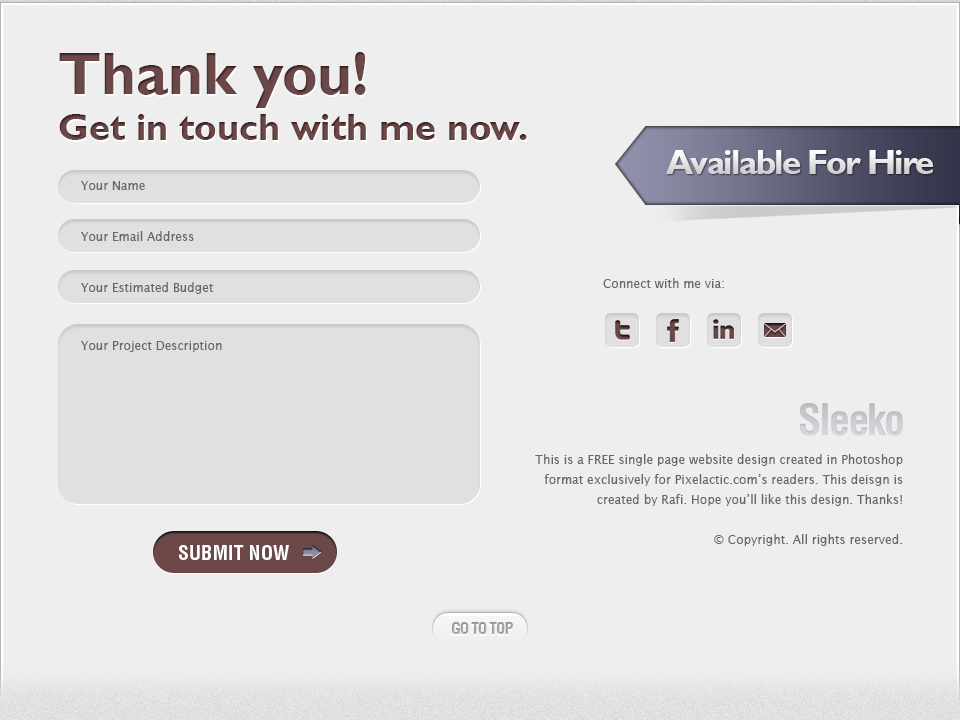 Thank you!
Get in touch with me now.
Your Name
Your Email Address
Your Estimated Budget
Your Project Description
SUBMIT NOW
Available For Hire
Connect with me via:
t f in
Sleeko
This is a FREE single page website design created in Photoshop
format exclusively for Pixelactic.com's readers. This deisgn is
created by Rafi. Hope you'll like this design. Thanks!
© Copyright. All rights reserved.
GO TO TOP